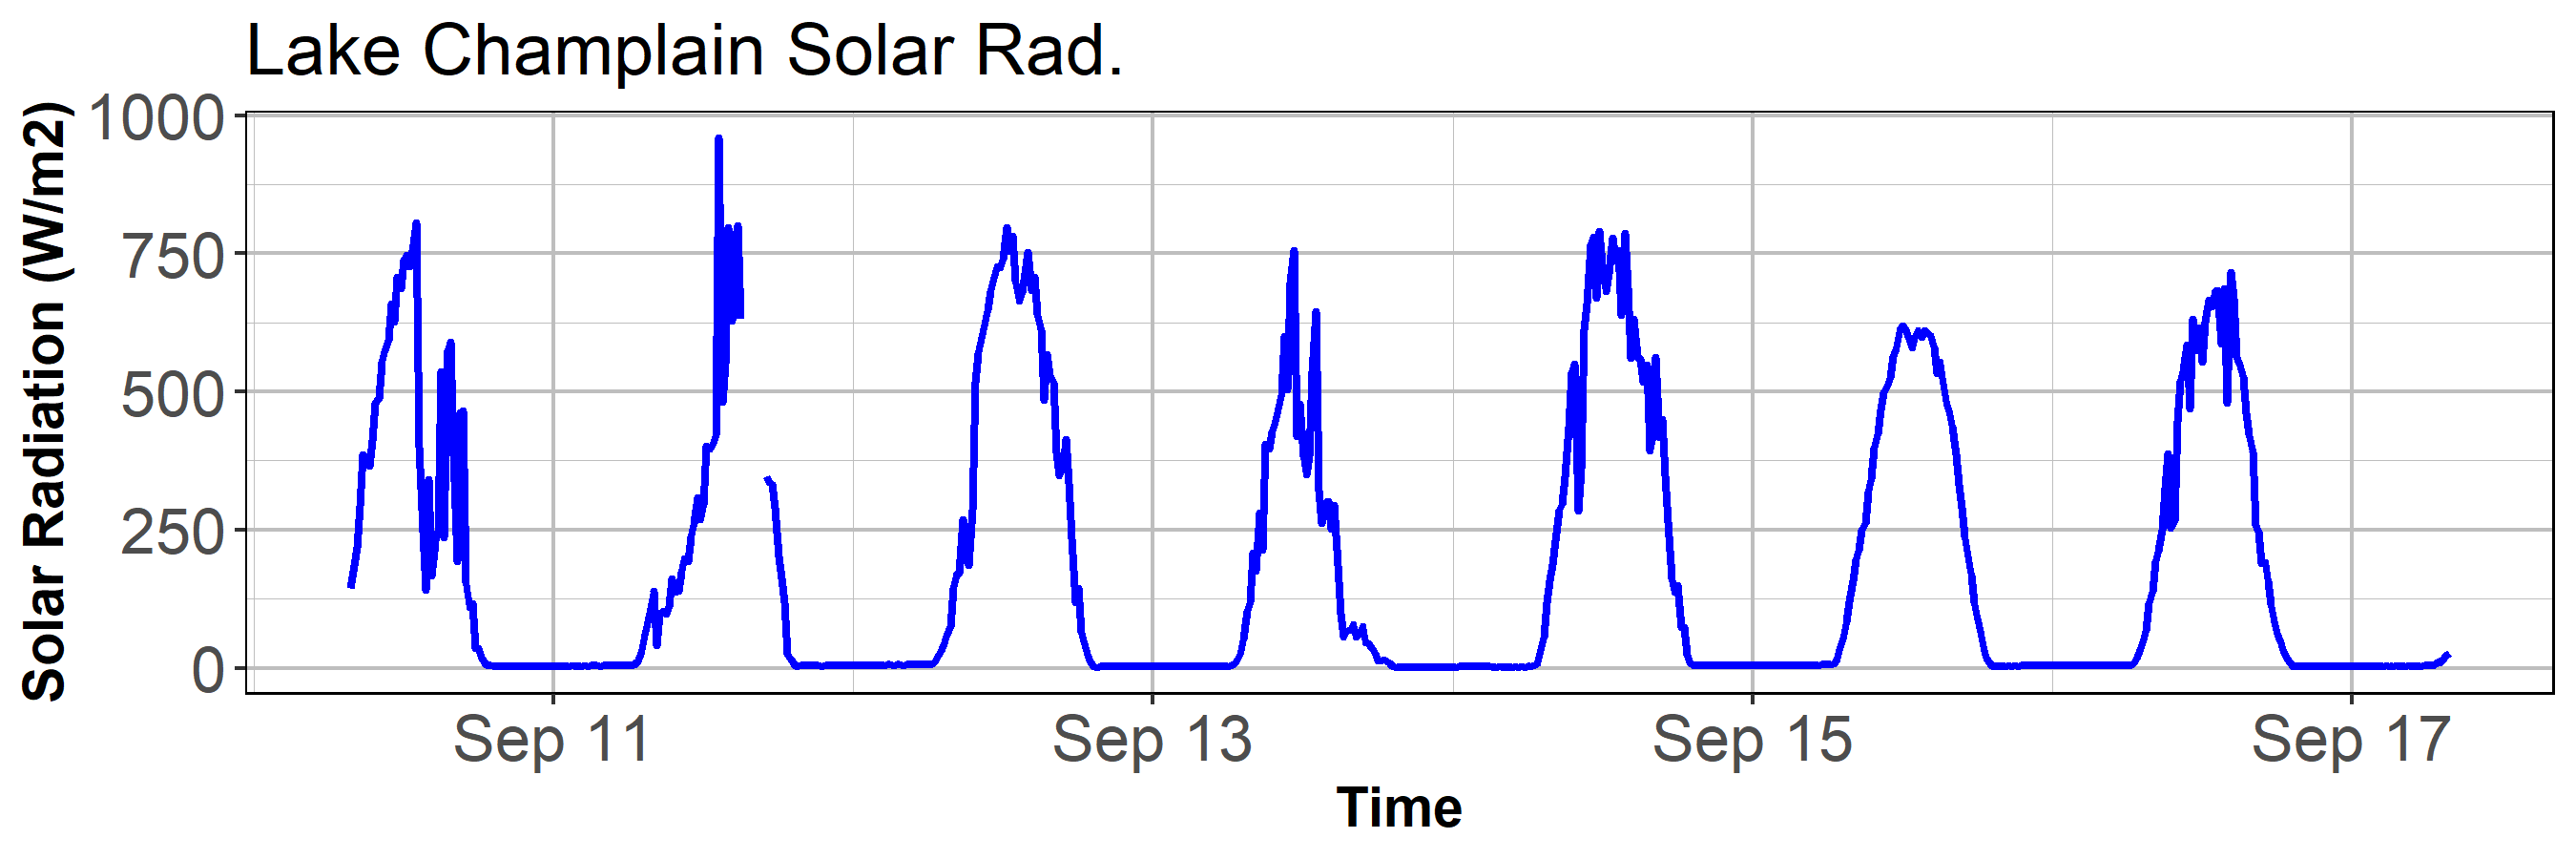 Lake Champlain Solar Rad.
Solar Radiation (W/m2)
1000
750
500
250
0
Sep 11
Sep 13
Sep 15
Sep 17
Time